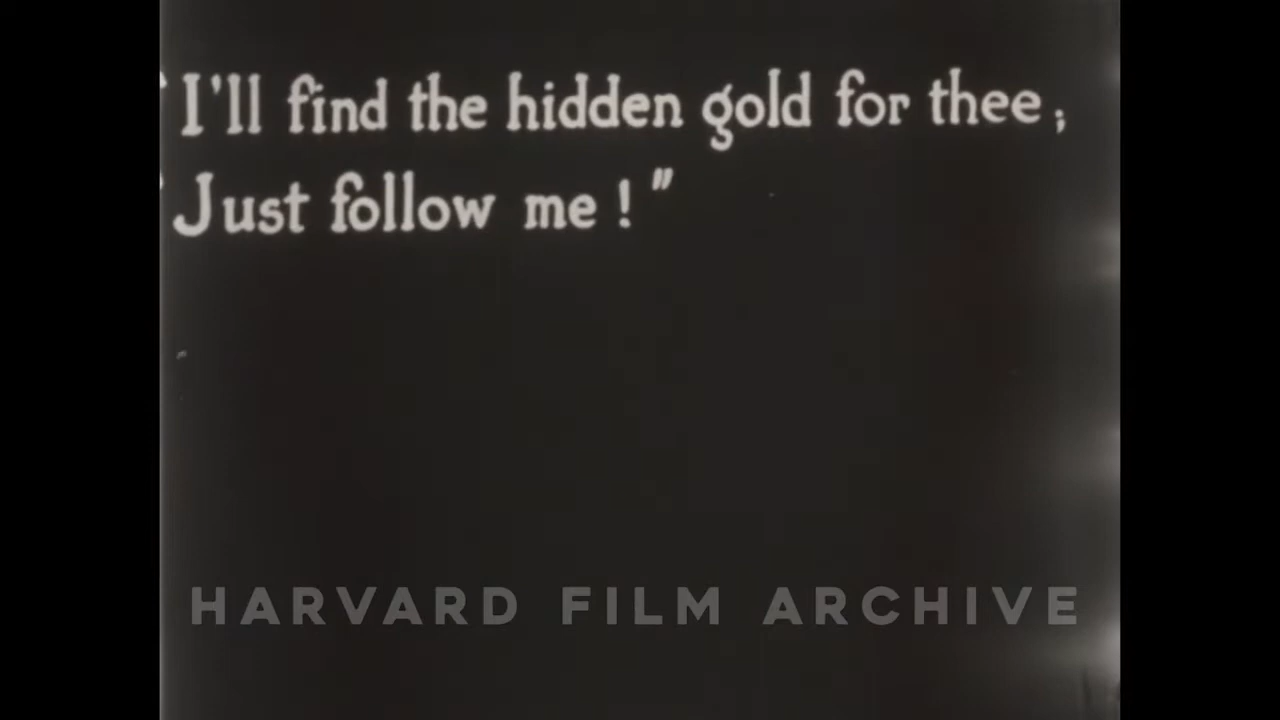 "I'll find the hidden gold for thee;
"Just follow me!"
HARVARD FILM ARCHIVE